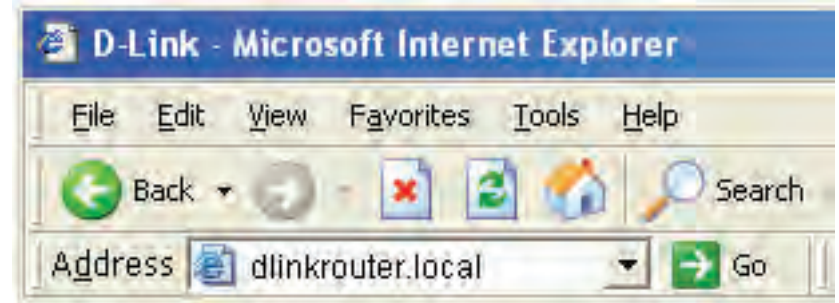 D-Link - Microsoft Internet Explorer
File Edit View Favorites Tools Help
Back Search
Address dlinkrouter.local Go